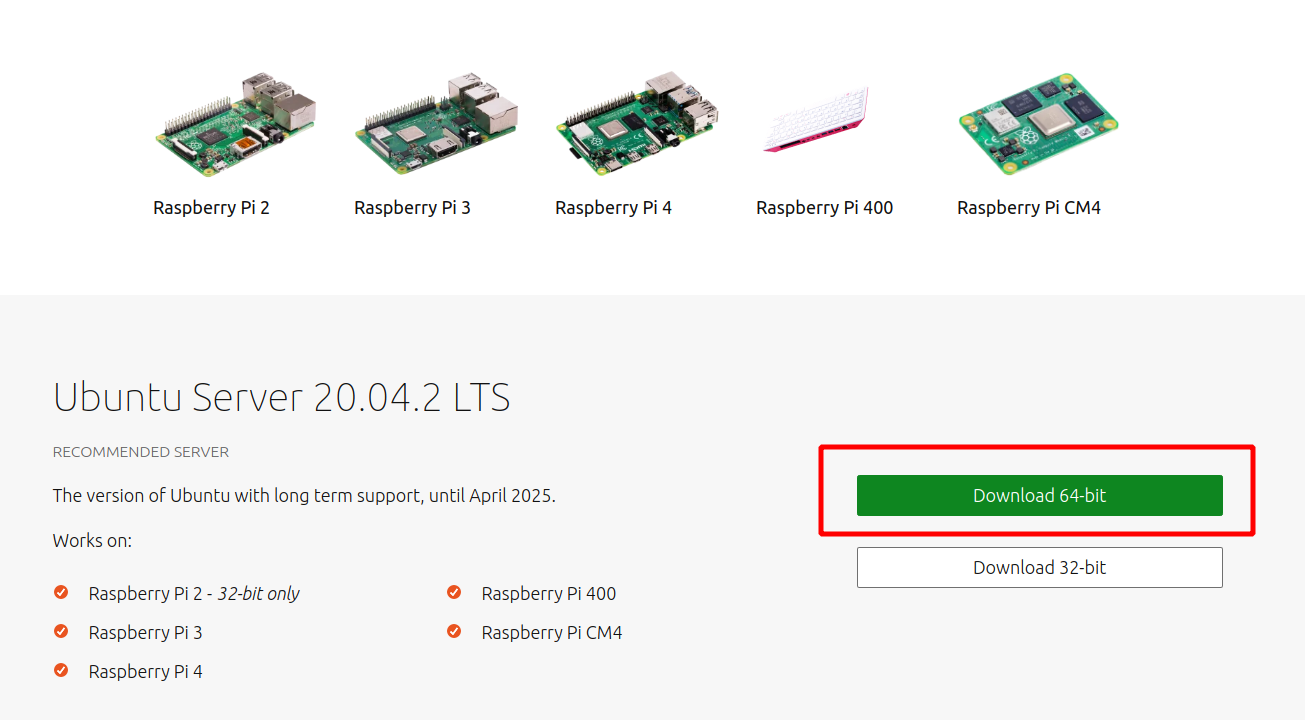 Raspberry Pi 2
Raspberry Pi 3
Raspberry Pi 4
Raspberry Pi 400
Raspberry Pi CM4
Ubuntu Server 20.04.2 LTS
RECOMMENDED SERVER
The version of Ubuntu with long term support, until April 2025.
Works on:
Raspberry Pi 2 - 32-bit only
Raspberry Pi 3
Raspberry Pi 4
Raspberry Pi 400
Raspberry Pi CM4
Download 64-bit
Download 32-bit